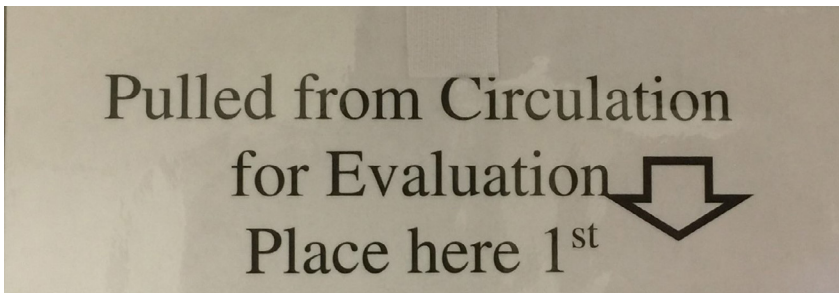 Pulled from Circulation
for Evaluation
Place here 1st